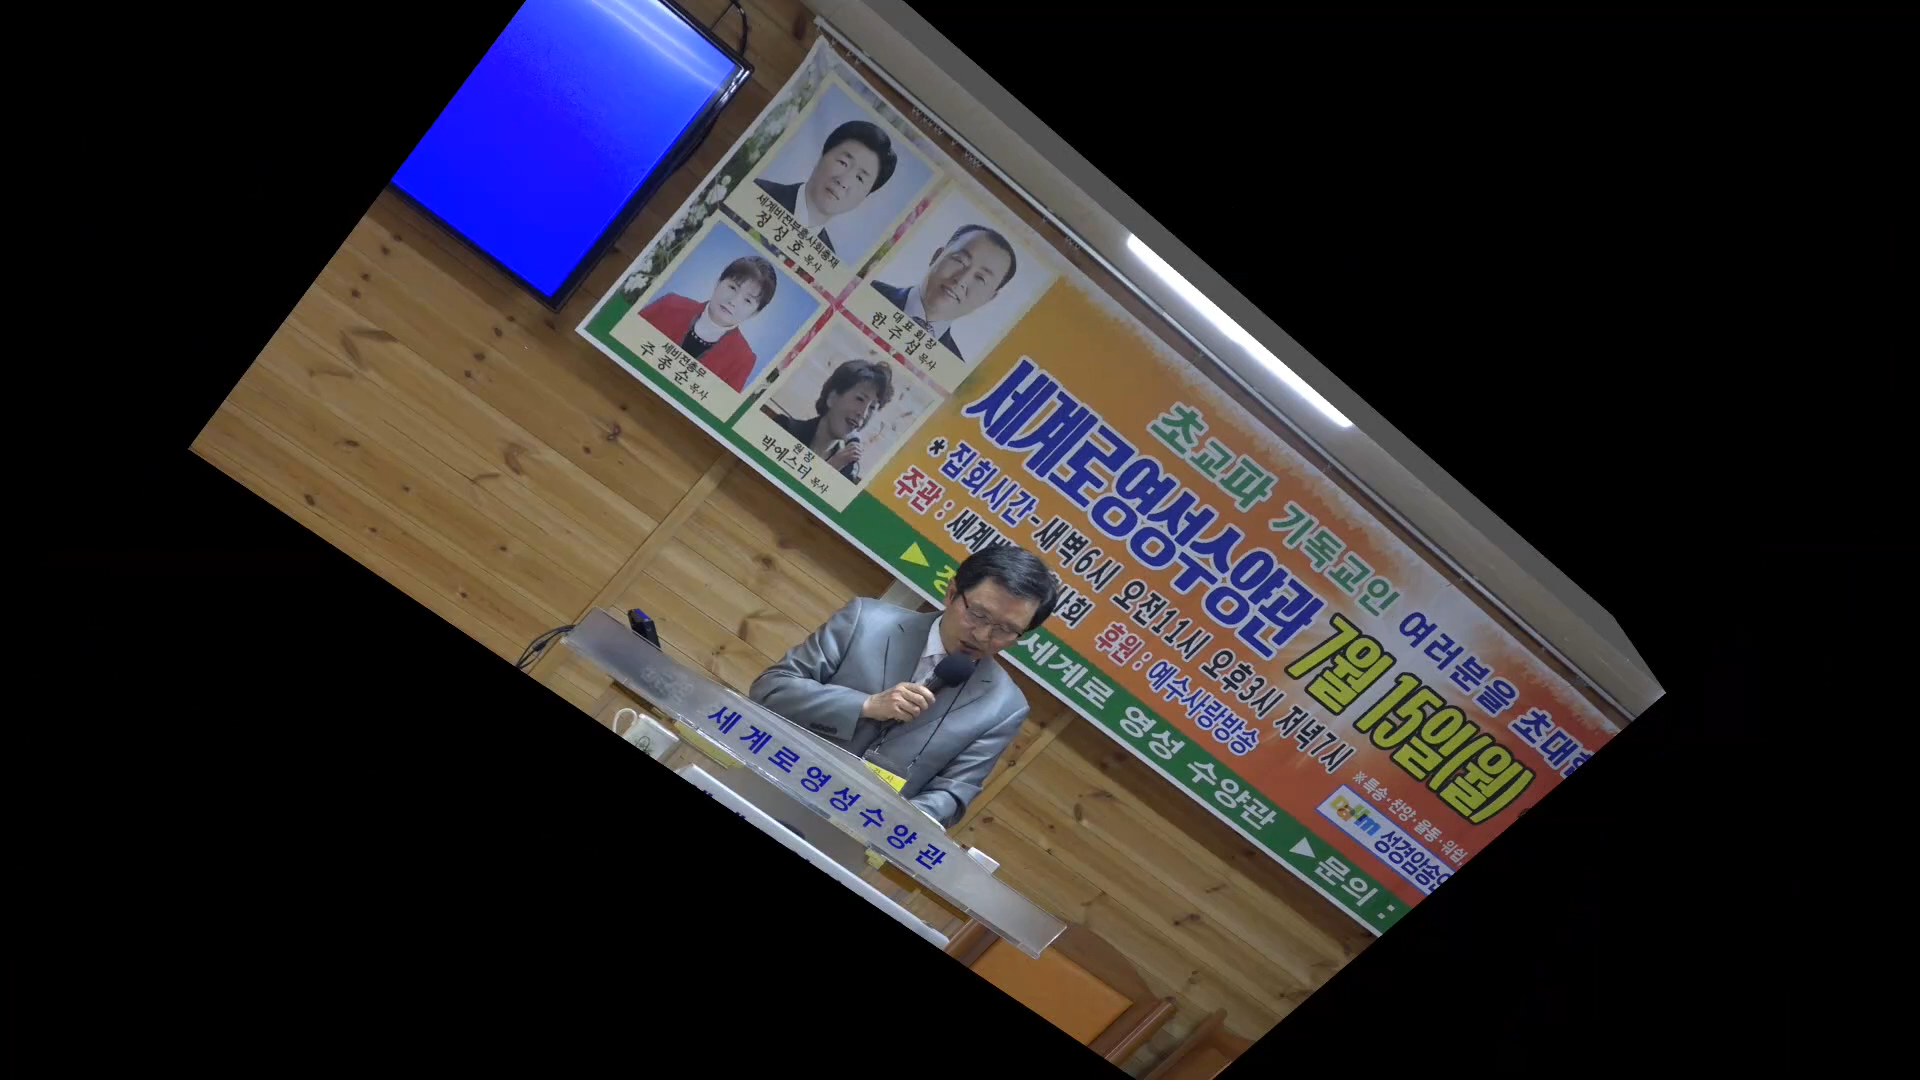 세계비전부흥사회총재
정성호 목사
대표회장
한주섭 목사
세비전총무
주종순 목사
원장
박에스더 목사
초교파 기독교인 여러분을 초대
세계로영성수양관 7월 15일(월)
*집회시간-새벽6시 오전11시 오후3시 저녁7시
주관 : 세계 사회 후원 : 예수사랑방송
※특송·찬양·율동·워쉽
성경암송
▶ 세계로 영성 수양관 ▶문의 :
세계로영성수양관